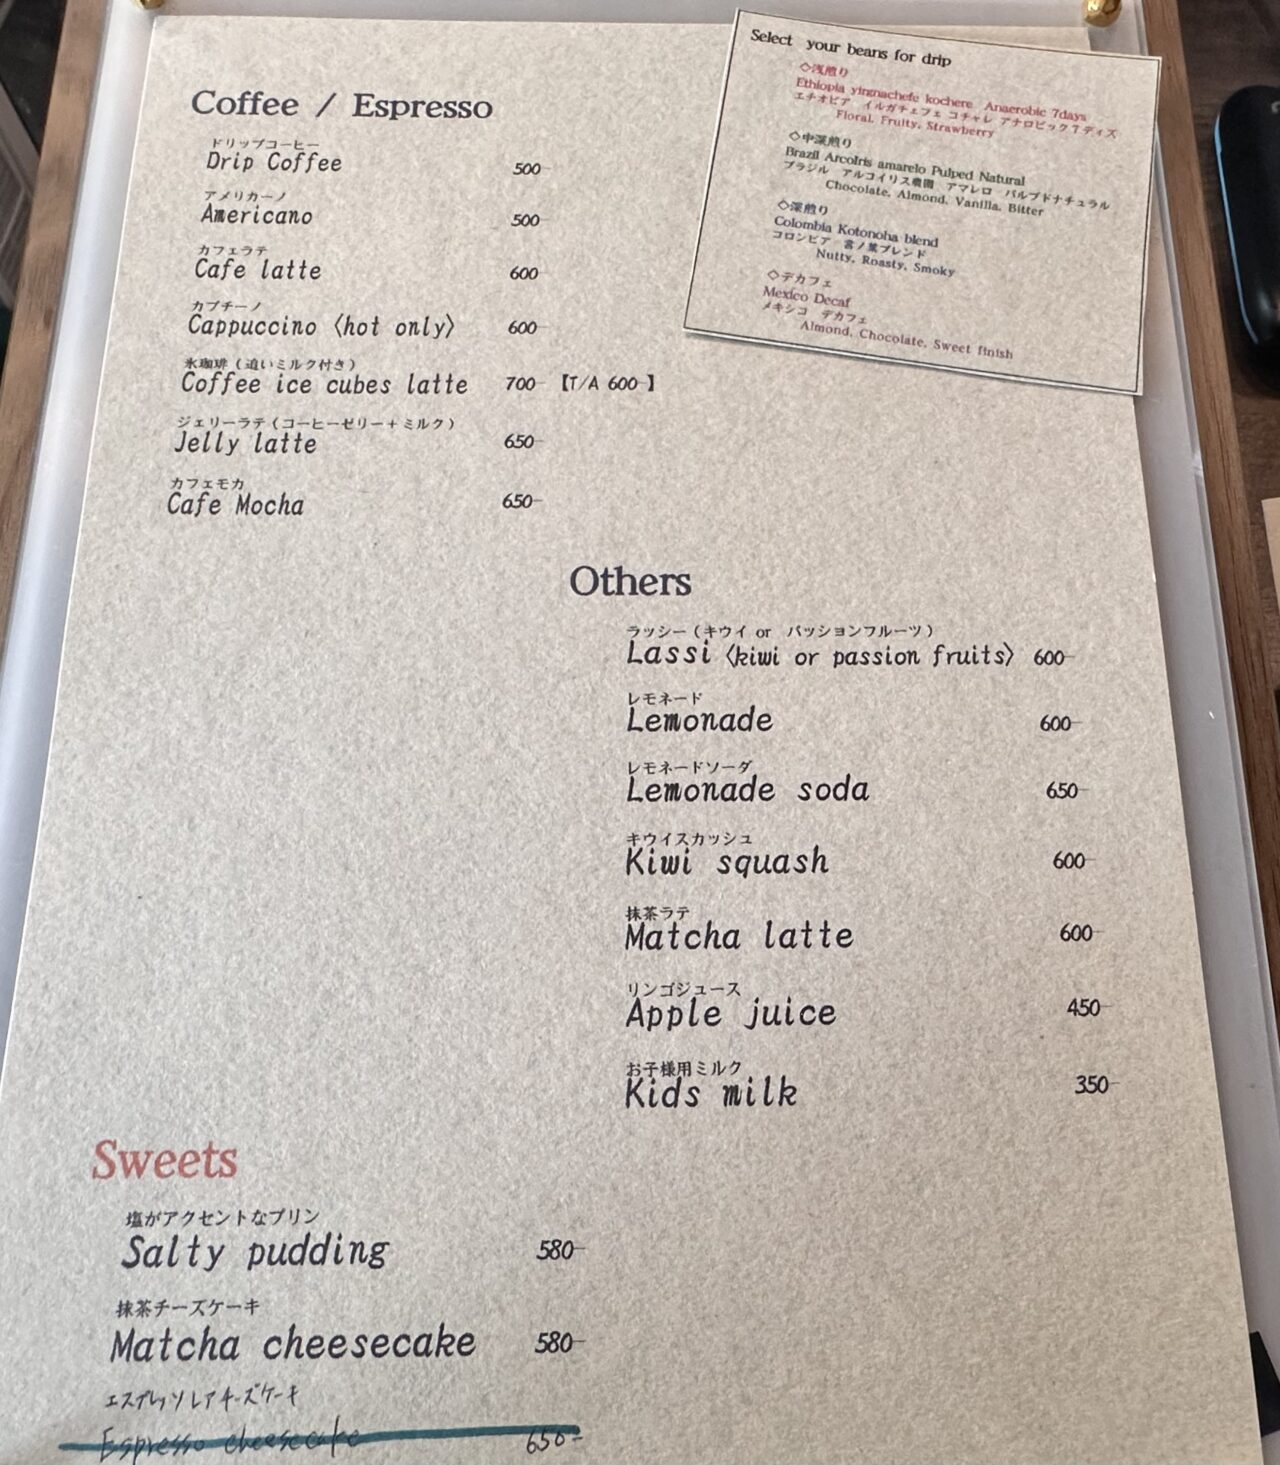 Coffee / Espresso
ドリップコーヒー
Drip Coffee 500-
アメリカーノ
Americano 500-
カフェラテ
Cafe latte 600-
カプチーノ
Cappuccino 〈hot only〉 600-
氷珈琲（追いミルク付き）
Coffee ice cubes latte 700- 【T/A 600-】
ジェリーラテ（コーヒーゼリー＋ミルク）
Jelly latte 650-
カフェモカ
Cafe Mocha 650-
Select your beans for drip
◇浅煎り
Ethiopia yirgnachefe kochere Anaerobic 7days
エチオピア イルガチェフェ コチャレ アナロビック７ディズ
Floral, Fruity, Strawberry
◇中深煎り
Brazil ArcoIris amarelo Pulped Natural
ブラジル アルコイリス農園 アマレロ パルプドナチュラル
Chocolate, Almond, Vanilla, Bitter
◇深煎り
Colombia Kotonoha blend
コロンビア 言ノ葉ブレンド
Nutty, Roasty, Smoky
◇デカフェ
Mexico Decaf
メキシコ デカフェ
Almond, Chocolate, Sweet finish
Others
ラッシー（キウイ or パッションフルーツ）
Lassi 〈kiwi or passion fruits〉 600-
レモネード
Lemonade 600-
レモネードソーダ
Lemonade soda 650-
キウイスカッシュ
Kiwi squash 600-
抹茶ラテ
Matcha latte 600-
リンゴジュース
Apple juice 450-
お子様用ミルク
Kids milk 350-
Sweets
塩がアクセントなプリン
Salty pudding 580-
抹茶チーズケーキ
Matcha cheesecake 580-
エスプレッソレアチーズケーキ
Espresso cheesecake 650-